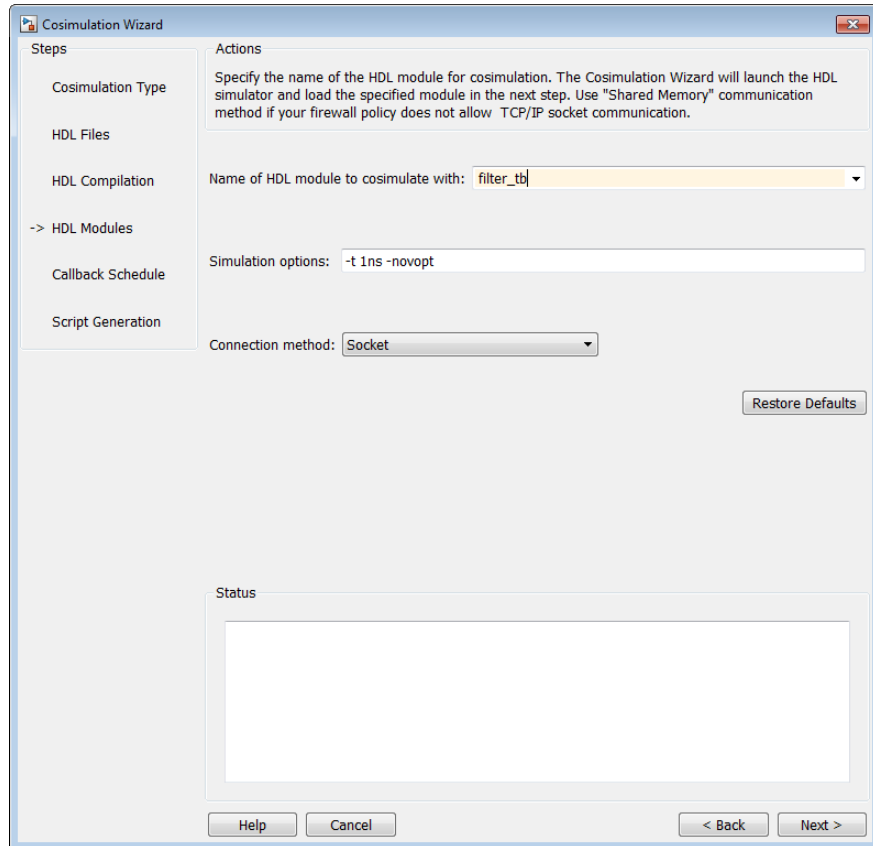 Cosimulation Wizard
Steps
Cosimulation Type
HDL Files
HDL Compilation
-> HDL Modules
Callback Schedule
Script Generation
Actions
Specify the name of the HDL module for cosimulation. The Cosimulation Wizard will launch the HDL
simulator and load the specified module in the next step. Use "Shared Memory" communication
method if your firewall policy does not allow TCP/IP socket communication.
Name of HDL module to cosimulate with: filter_tb
Simulation options: -t 1ns -novopt
Connection method: Socket
Restore Defaults
Status
Help Cancel < Back Next >